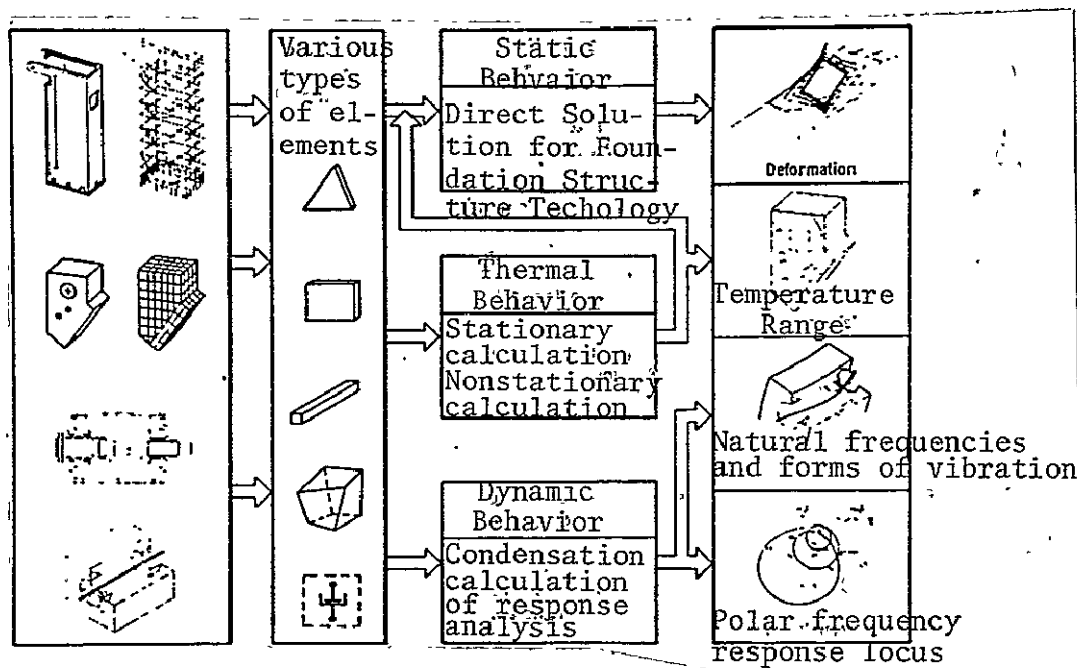 Various
types
of el-
ements
Static
Behvaior
Direct Solu-
tion for Foun-
dation Struc-
ture Techology
Thermal
Behavior
Stationary
calculation
Nonstationary
calculation
Dynamic
Behavior
Condensation
calculation
of response
analysis
Deformation
Temperature
Range
Natural frequencies
and forms of vibration
Polar frequency
response locus